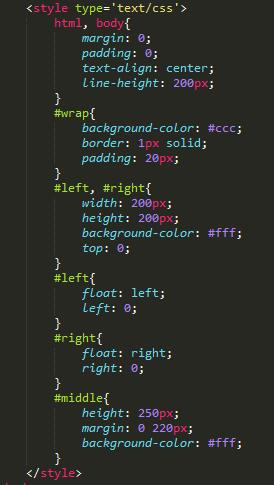 <style type='text/css'>
html, body{
margin: 0;
padding: 0;
text-align: center;
line-height: 200px;
}
#wrap{
background-color: #ccc;
border: 1px solid;
padding: 20px;
}
#left, #right{
width: 200px;
height: 200px;
background-color: #fff;
top: 0;
}
#left{
float: left;
left: 0;
}
#right{
float: right;
right: 0;
}
#middle{
height: 250px;
margin: 0 220px;
background-color: #fff;
}
</style>